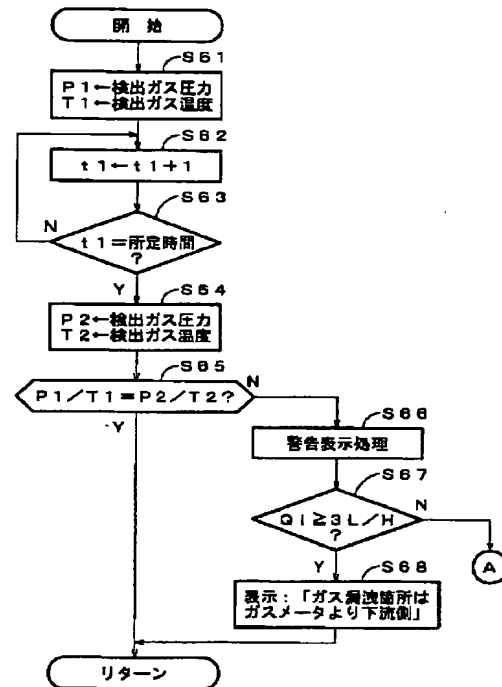 開 始
S61
P1←検出ガス圧力
T1←検出ガス温度
S62
t1←t1+1
S63
N
t1=所定時間
?
Y
S64
P2←検出ガス圧力
T2←検出ガス温度
S65
P1/T1=P2/T2?
N
Y
S66
警告表示処理
S67
Qi≧3L/H
?
N
Y
A
S68
表示:「ガス漏洩箇所は
ガスメータより下流側」
リターン